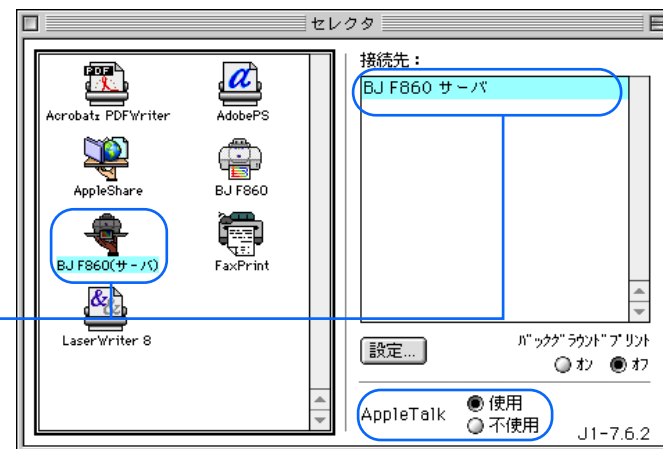 セレクタ
PDF
Acrobat™ PDFWriter
a
AdobePS
AppleShare
BJ F860
BJ F860(サーバ)
FaxPrint
LaserWriter 8
接続先：
BJ F860 サーバ
設定...
バックグラウンドプリント
オン
オフ
AppleTalk
使用
不使用
J1-7.6.2